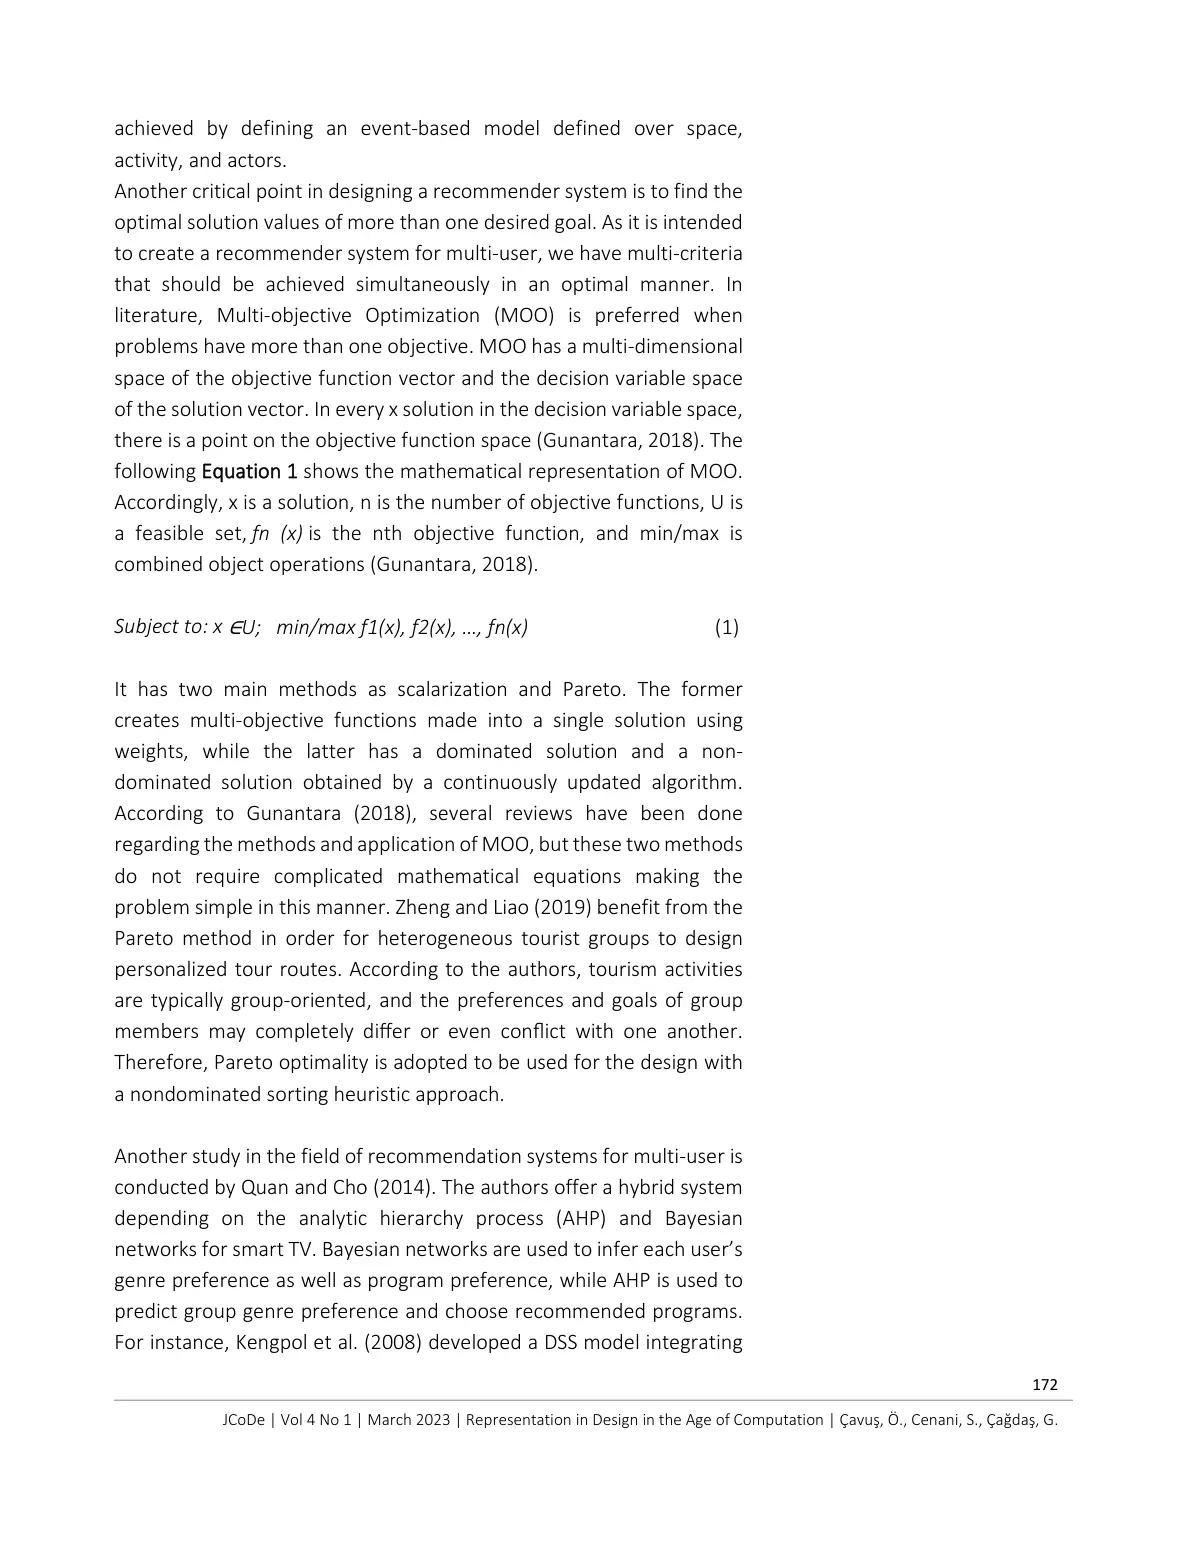 achieved by defining an event-based model defined over space,
activity, and actors.
Another critical point in designing a recommender system is to find the
optimal solution values of more than one desired goal. As it is intended
to create a recommender system for multi-user, we have multi-criteria
that should be achieved simultaneously in an optimal manner. In
literature, Multi-objective Optimization (MOO) is preferred when
problems have more than one objective. MOO has a multi-dimensional
space of the objective function vector and the decision variable space
of the solution vector. In every x solution in the decision variable space,
there is a point on the objective function space (Gunantara, 2018). The
following Equation 1 shows the mathematical representation of MOO.
Accordingly, x is a solution, n is the number of objective functions, U is
a feasible set, fn (x) is the nth objective function, and min/max is
combined object operations (Gunantara, 2018).
Subject to: x ∈U; min/max f1(x), f2(x), …, fn(x) (1)
It has two main methods as scalarization and Pareto. The former
creates multi-objective functions made into a single solution using
weights, while the latter has a dominated solution and a non-
dominated solution obtained by a continuously updated algorithm.
According to Gunantara (2018), several reviews have been done
regarding the methods and application of MOO, but these two methods
do not require complicated mathematical equations making the
problem simple in this manner. Zheng and Liao (2019) benefit from the
Pareto method in order for heterogeneous tourist groups to design
personalized tour routes. According to the authors, tourism activities
are typically group-oriented, and the preferences and goals of group
members may completely differ or even conflict with one another.
Therefore, Pareto optimality is adopted to be used for the design with
a nondominated sorting heuristic approach.
Another study in the field of recommendation systems for multi-user is
conducted by Quan and Cho (2014). The authors offer a hybrid system
depending on the analytic hierarchy process (AHP) and Bayesian
networks for smart TV. Bayesian networks are used to infer each user’s
genre preference as well as program preference, while AHP is used to
predict group genre preference and choose recommended programs.
For instance, Kengpol et al. (2008) developed a DSS model integrating
172
JCoDe | Vol 4 No 1 | March 2023 | Representation in Design in the Age of Computation | Çavuş, Ö., Cenani, S., Çağdaş, G.